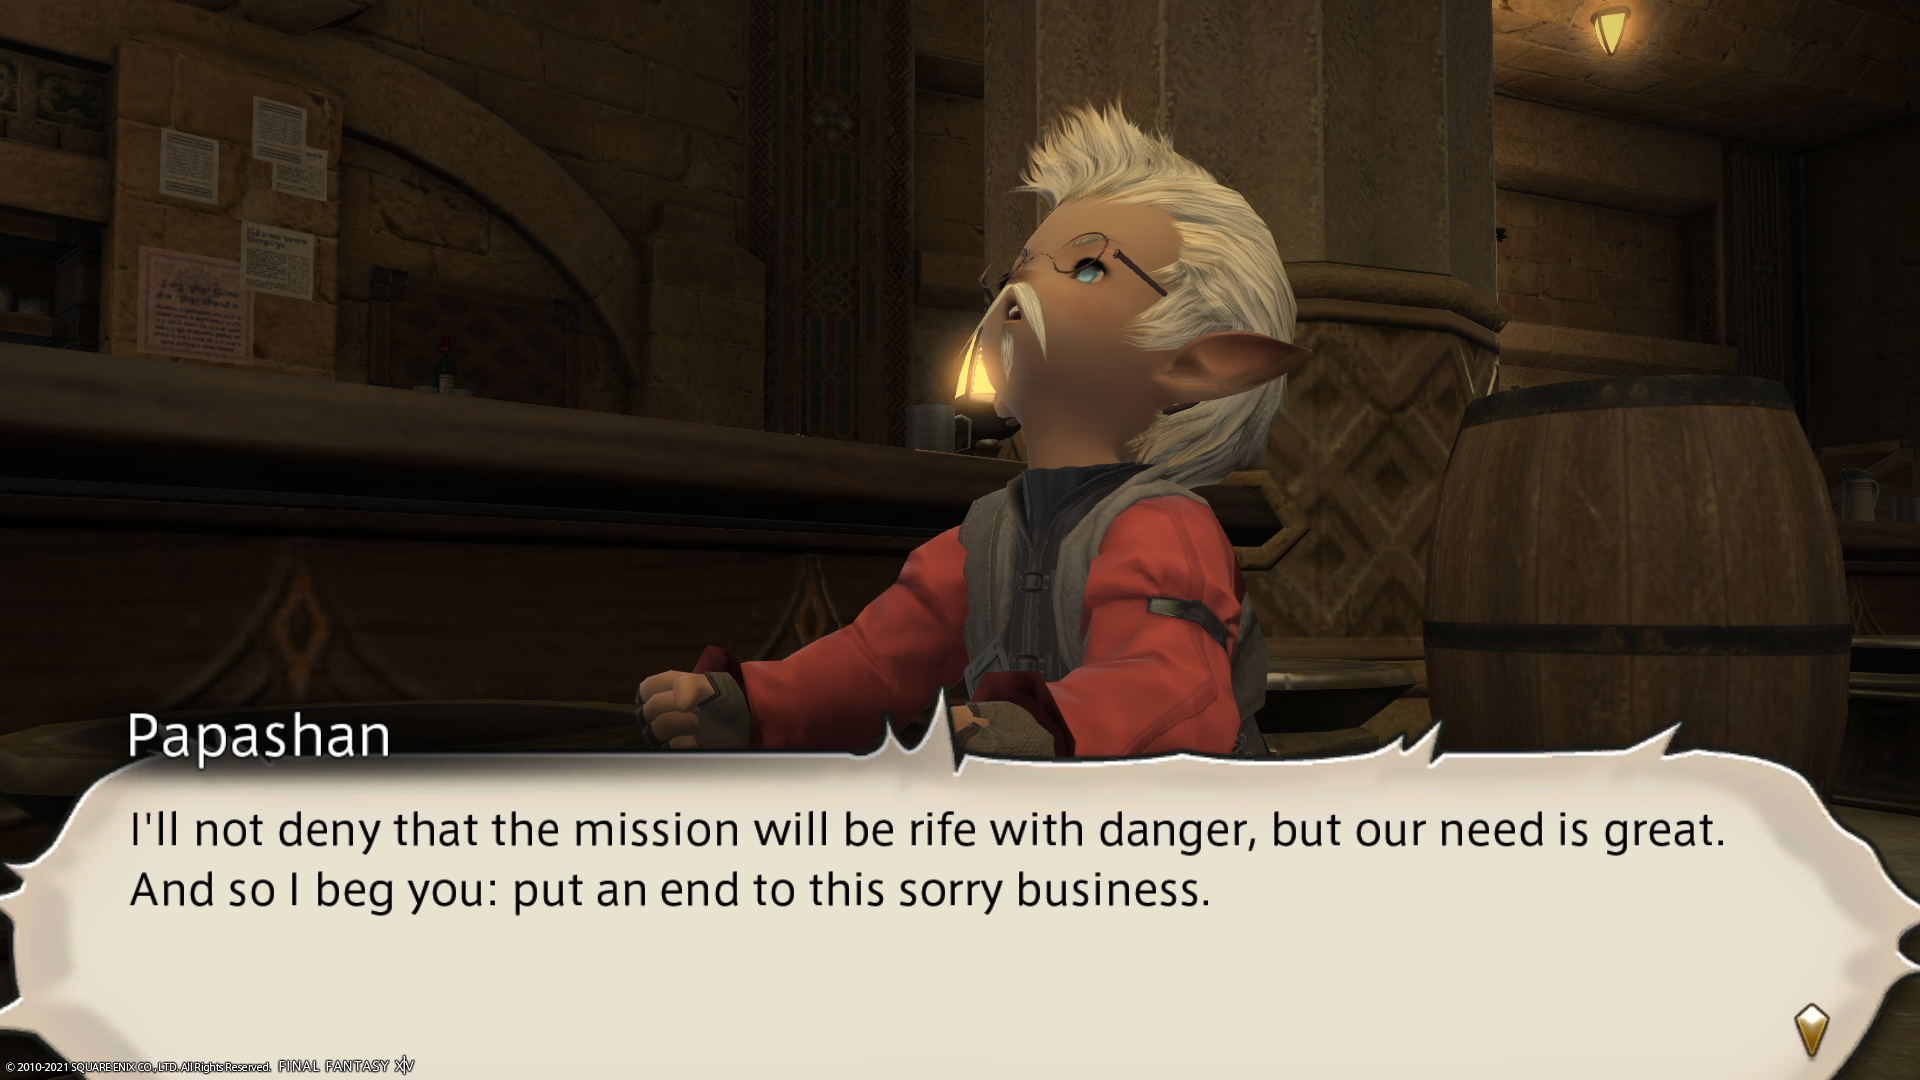 Papashan
I'll not deny that the mission will be rife with danger, but our need is great.
And so I beg you: put an end to this sorry business.
© 2010-2021 SQUARE ENIX CO., LTD. All Rights Reserved. FINAL FANTASY XIV